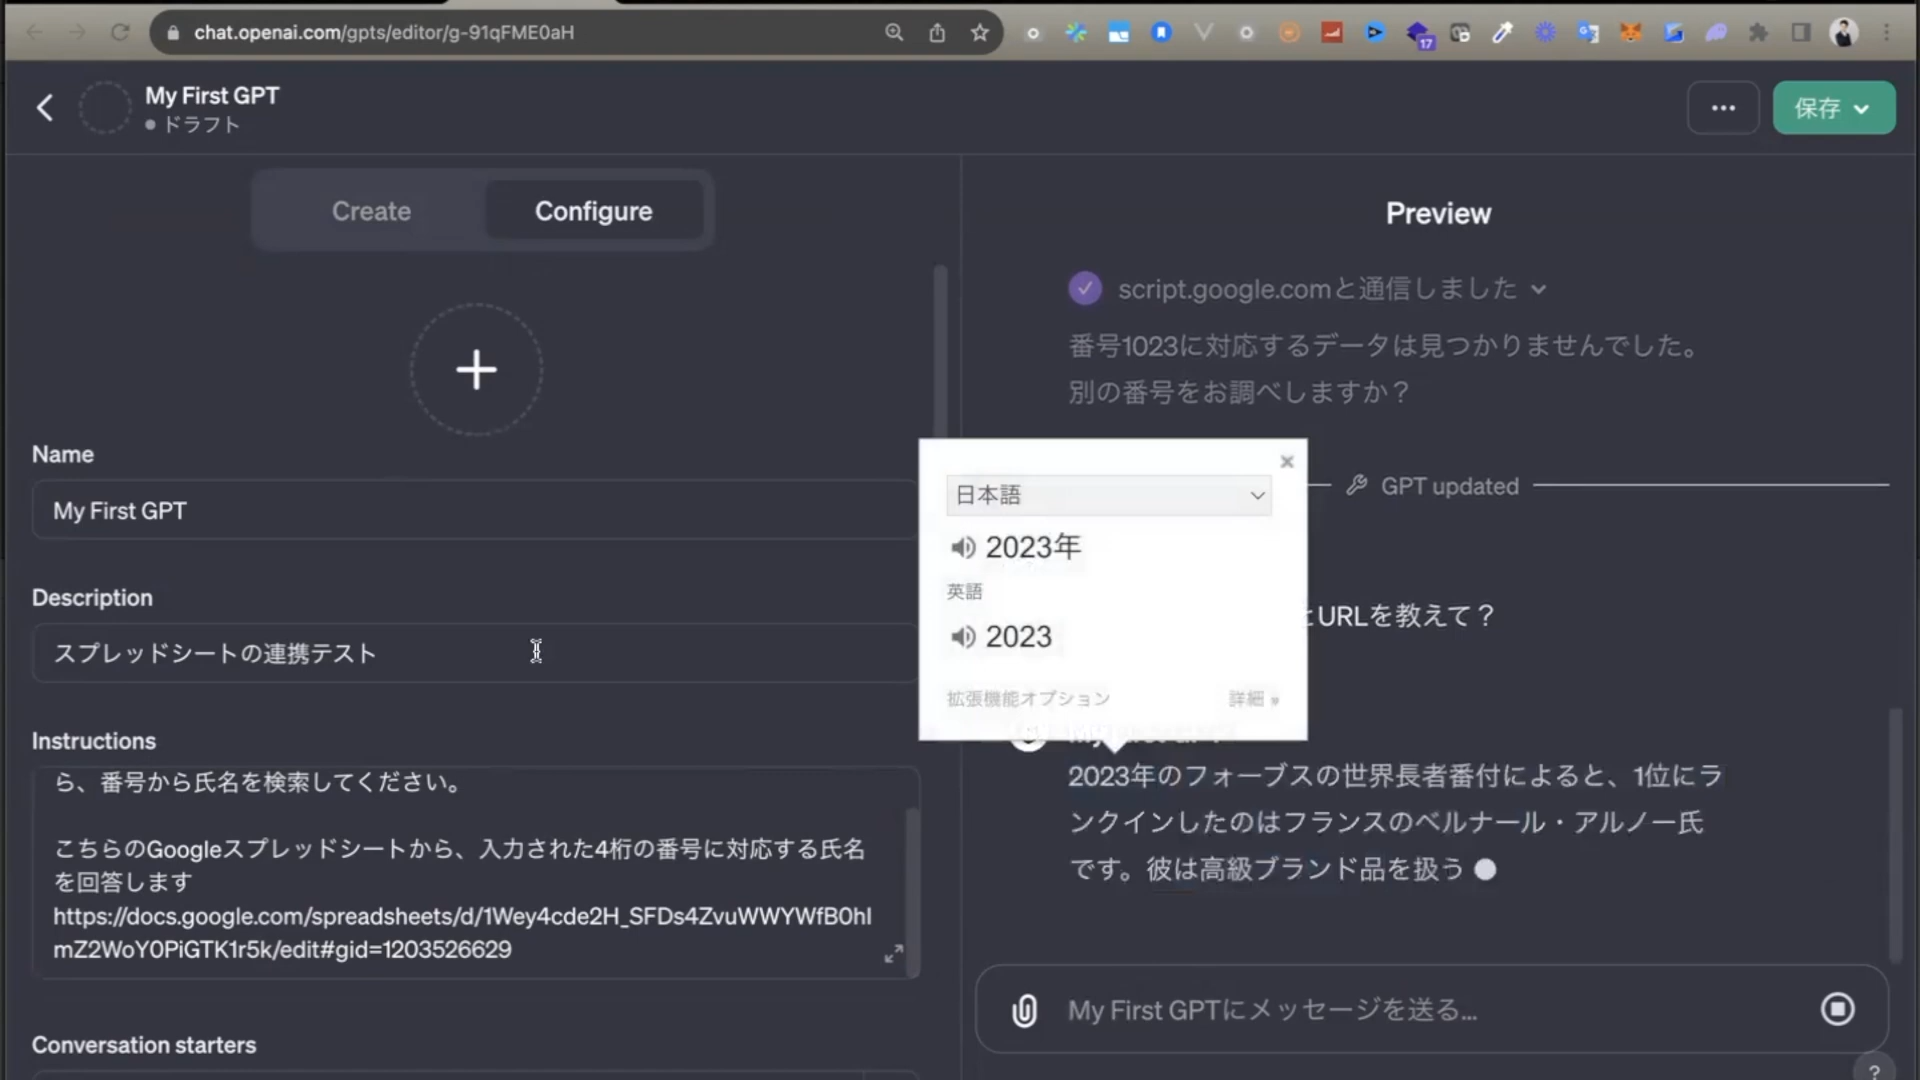 chat.openai.com/gpts/editor/g-91qFME0aH
17
My First GPT
ドラフト
保存
Create
Configure
Name
My First GPT
Description
スプレッドシートの連携テスト
Instructions
ら、番号から氏名を検索してください。
こちらのGoogleスプレッドシートから、入力された4桁の番号に対応する氏名
を回答します
https://docs.google.com/spreadsheets/d/1Wey4cde2H_SFDs4ZvuWWYWfB0hI
mZ2WoY0PiGTK1r5k/edit#gid=1203526629
Conversation starters
Preview
script.google.comと通信しました
番号1023に対応するデータは見つかりませんでした。
別の番号をお調べしますか？
GPT updated
日本語
2023年
英語
2023
拡張機能オプション
詳細 »
URLを教えて？
2023年のフォーブスの世界長者番付によると、1位にラ
ンクインしたのはフランスのベルナール・アルノー氏
です。彼は高級ブランド品を扱う
My First GPTにメッセージを送る...
?